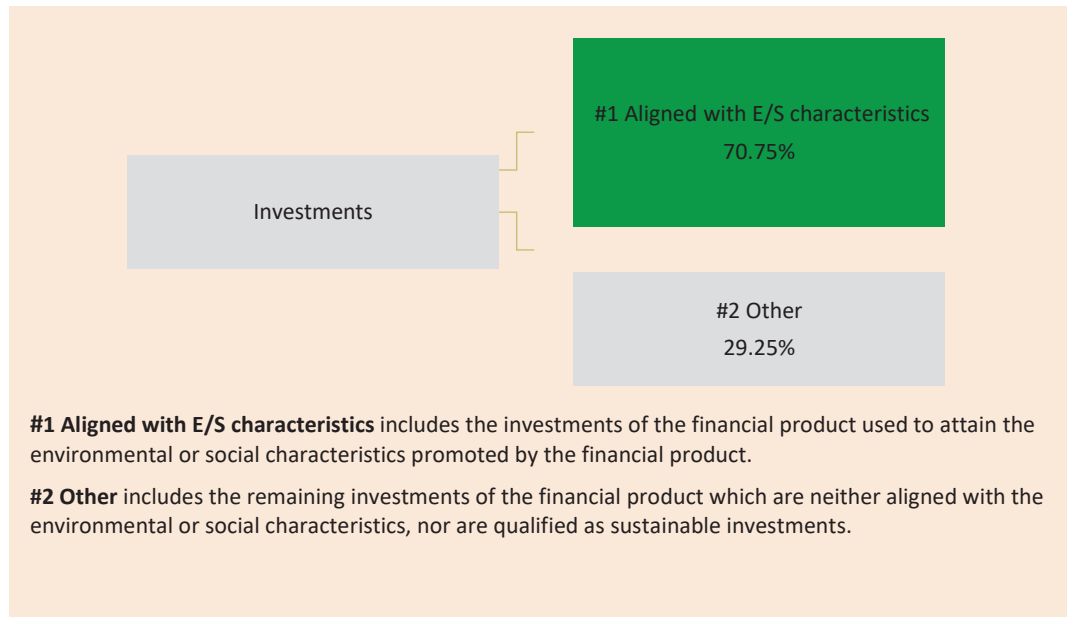 #1 Aligned with E/S characteristics
70.75%
Investments
#2 Other
29.25%
#1 Aligned with E/S characteristics includes the investments of the financial product used to attain the
environmental or social characteristics promoted by the financial product.
#2 Other includes the remaining investments of the financial product which are neither aligned with the
environmental or social characteristics, nor are qualified as sustainable investments.